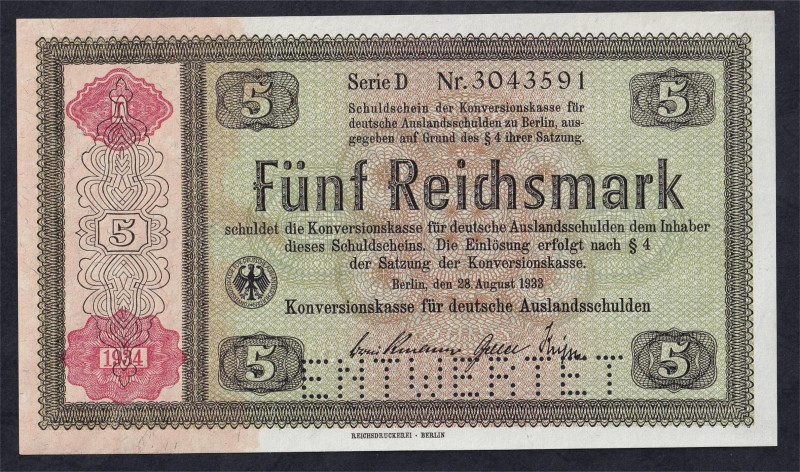 5
Serie D Nr. 3043591
5
Schuldschein der Konversionskasse für
deutsche Auslandsschulden zu Berlin, aus-
gegeben auf Grund des § 4 ihrer Satzung.
Fünf Reichsmark
schuldet die Konversionskasse für deutsche Auslandsschulden dem Inhaber
dieses Schuldscheins. Die Einlösung erfolgt nach § 4
der Satzung der Konversionskasse.
Berlin, den 28. August 1933
Konversionskasse für deutsche Auslandsschulden
5
1934
5
5
ENTWERTET
REICHSDRUCKEREI - BERLIN